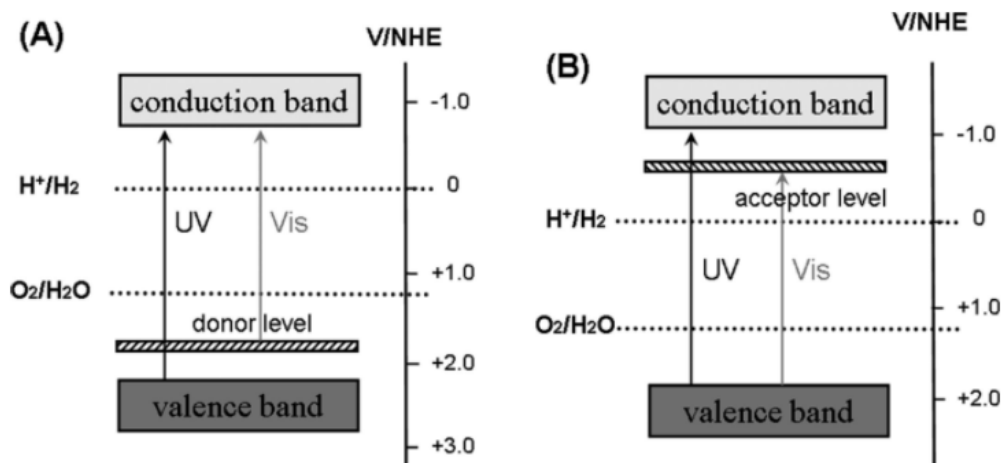 (A)
V/NHE
conduction band
-1.0
H+/H2
0
UV
Vis
+1.0
O2/H2O
donor level
+2.0
valence band
+3.0
(B)
V/NHE
conduction band
-1.0
acceptor level
H+/H2
0
UV
Vis
+1.0
O2/H2O
+2.0
valence band